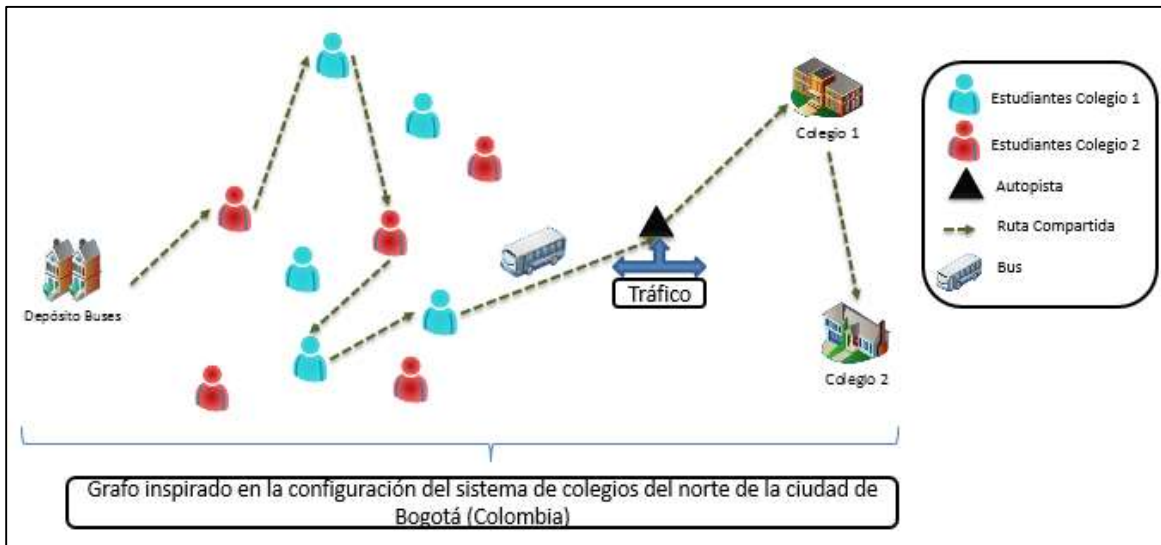 Colegio 1
Estudiantes Colegio 1
Estudiantes Colegio 2
Autopista
Ruta Compartida
Bus
Tráfico
Depósito Buses
Colegio 2
Grafo inspirado en la configuración del sistema de colegios del norte de la ciudad de
Bogotá (Colombia)